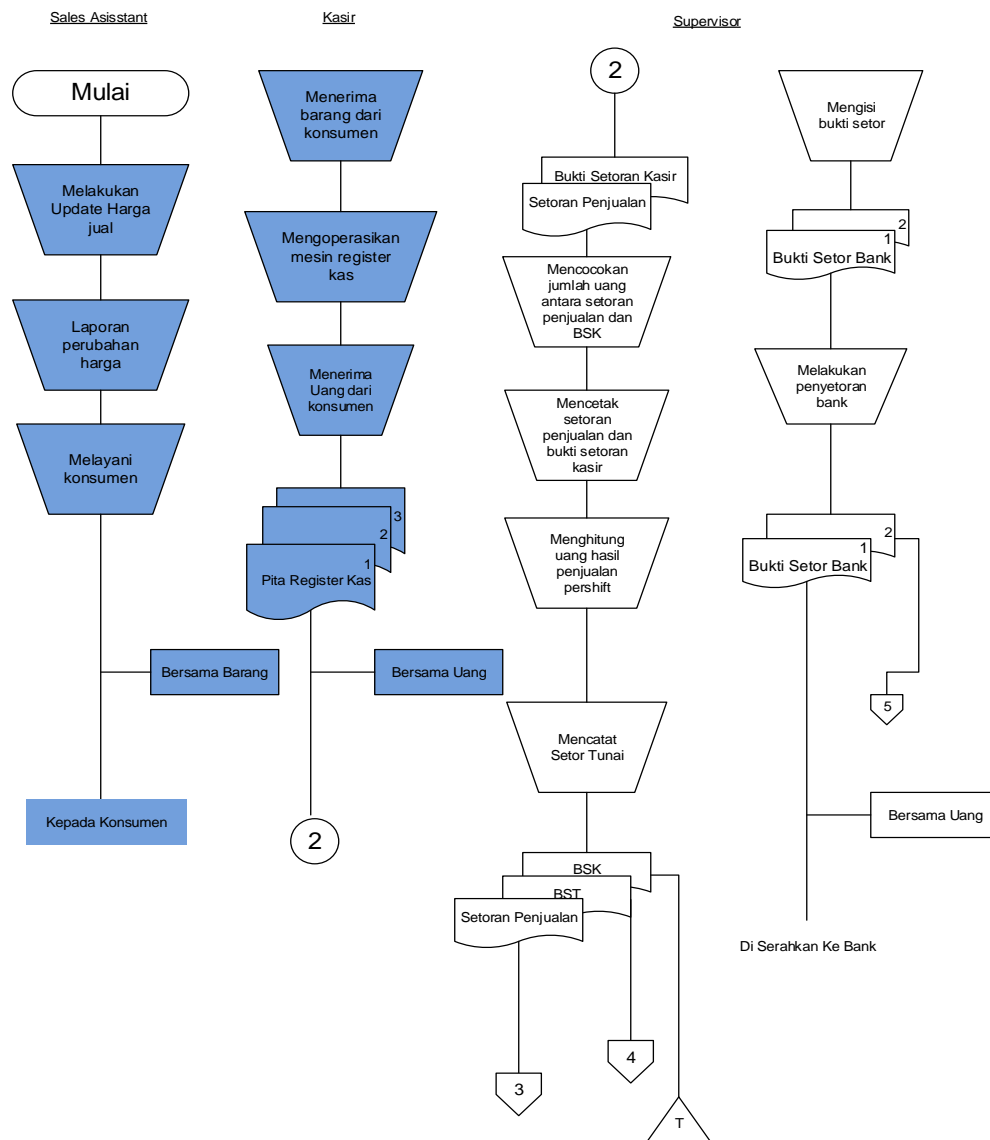 Sales Asisstant
Kasir
Supervisor
Mulai
Melakukan
Update Harga
jual
Laporan
perubahan
harga
Melayani
konsumen
Bersama Barang
Kepada Konsumen
Menerima
barang dari
konsumen
Mengoperasikan
mesin register
kas
Menerima
Uang dari
konsumen
3
2
1
Pita Register Kas
Bersama Uang
2
2
Bukti Setoran Kasir
Setoran Penjualan
Mencocokan
jumlah uang
antara setoran
penjualan dan
BSK
Mencetak
setoran
penjualan dan
bukti setoran
kasir
Menghitung
uang hasil
penjualan
pershift
Mencatat
Setor Tunai
BSK
BST
Setoran Penjualan
3
4
T
Mengisi
bukti setor
2
1
Bukti Setor Bank
Melakukan
penyetoran
bank
2
1
Bukti Setor Bank
5
Bersama Uang
Di Serahkan Ke Bank